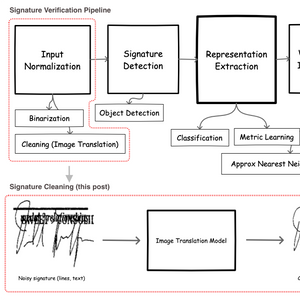 Signature Verification Pipeline
Input
Normalization
Signature
Detection
Representation
Extraction
Binarization
Object Detection
Cleaning (Image Translation)
Classification
Metric Learning
Approx Nearest Nei
Signature Cleaning (this post)
Image Translation Model
Noisy signature (lines, text)